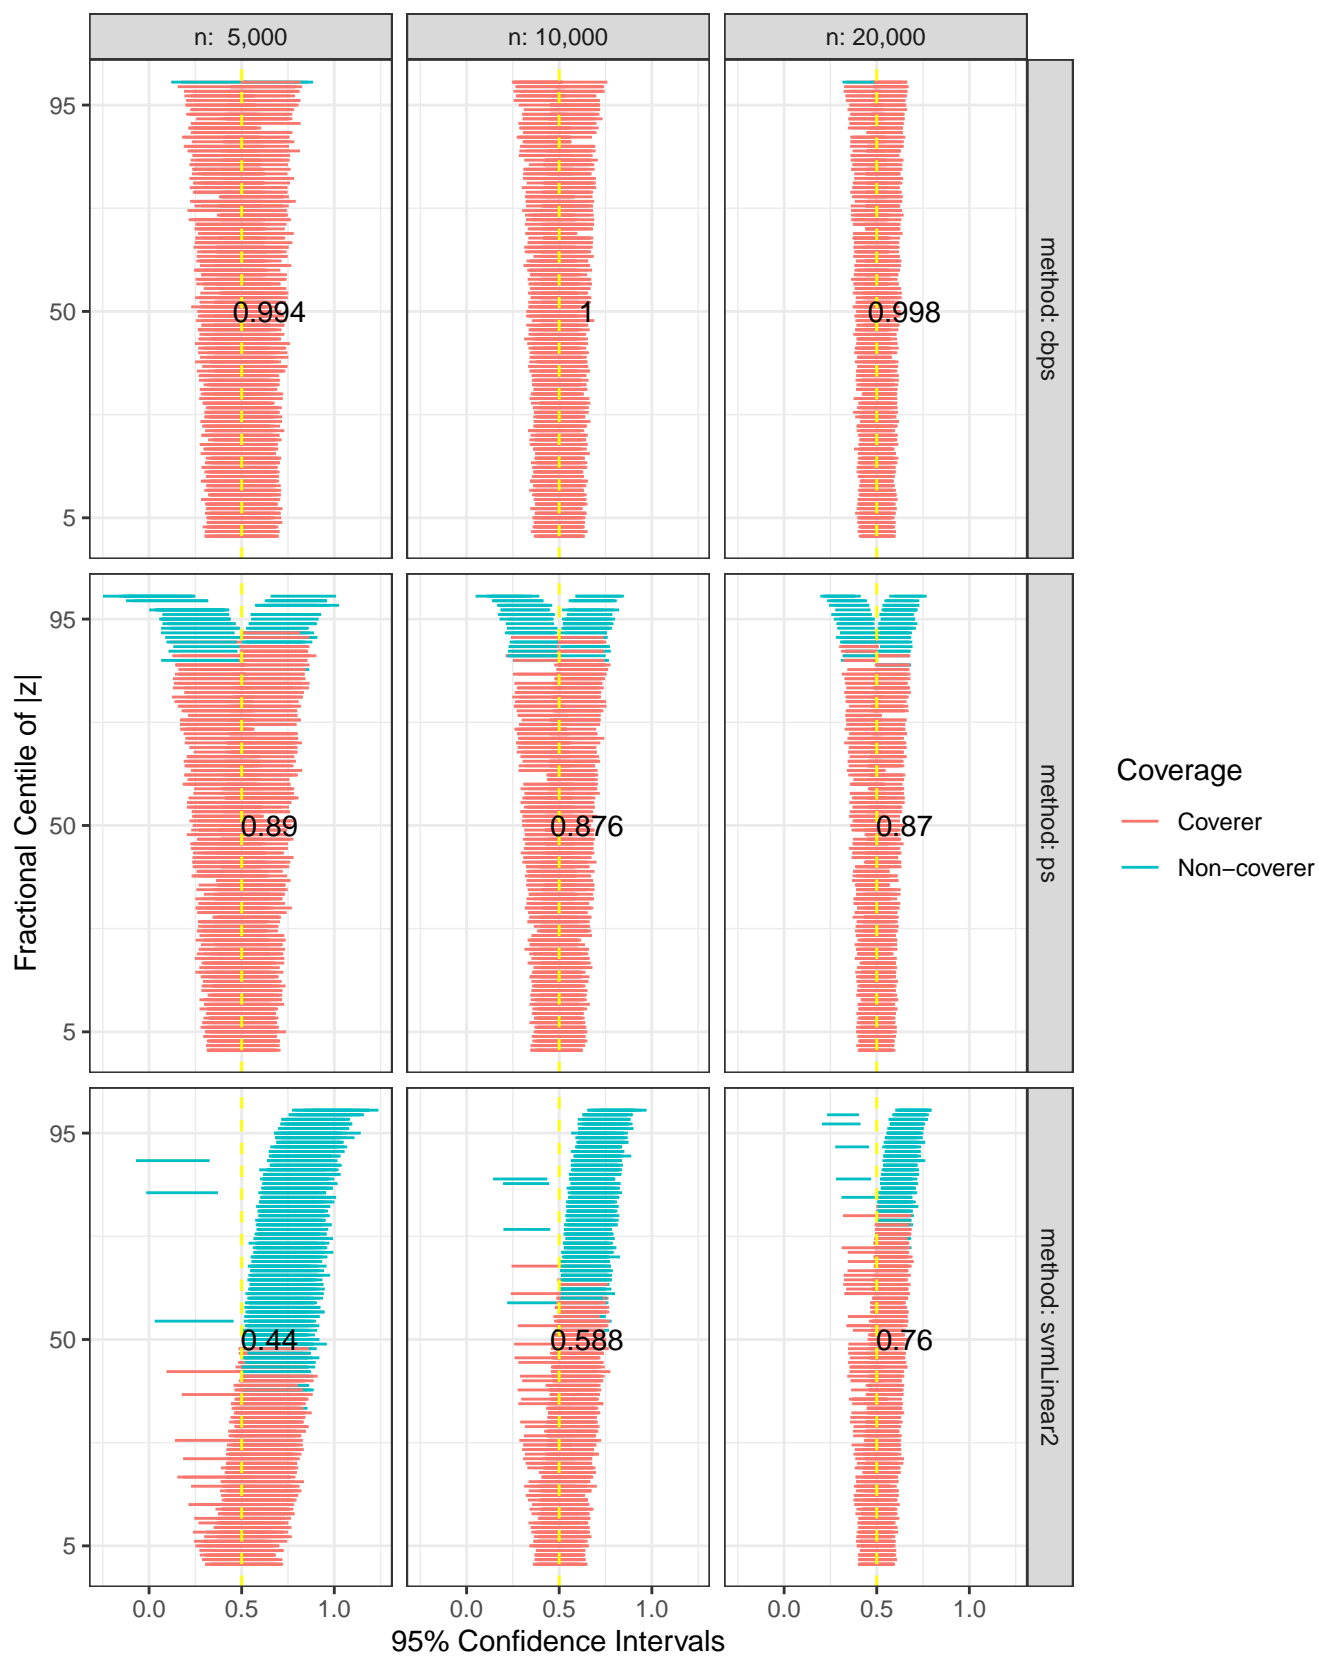 n:  5,000
n: 10,000
n: 20,000
95
50
5
0.994
1
0.998
method: cbps
95
50
5
0.89
0.876
0.87
method: ps
Fractional Centile of |z|
Coverage
Coverer
Non−coverer
95
50
5
0.44
0.588
0.76
method: svmLinear2
0.0 0.5 1.0
0.0 0.5 1.0
0.0 0.5 1.0
95% Confidence Intervals